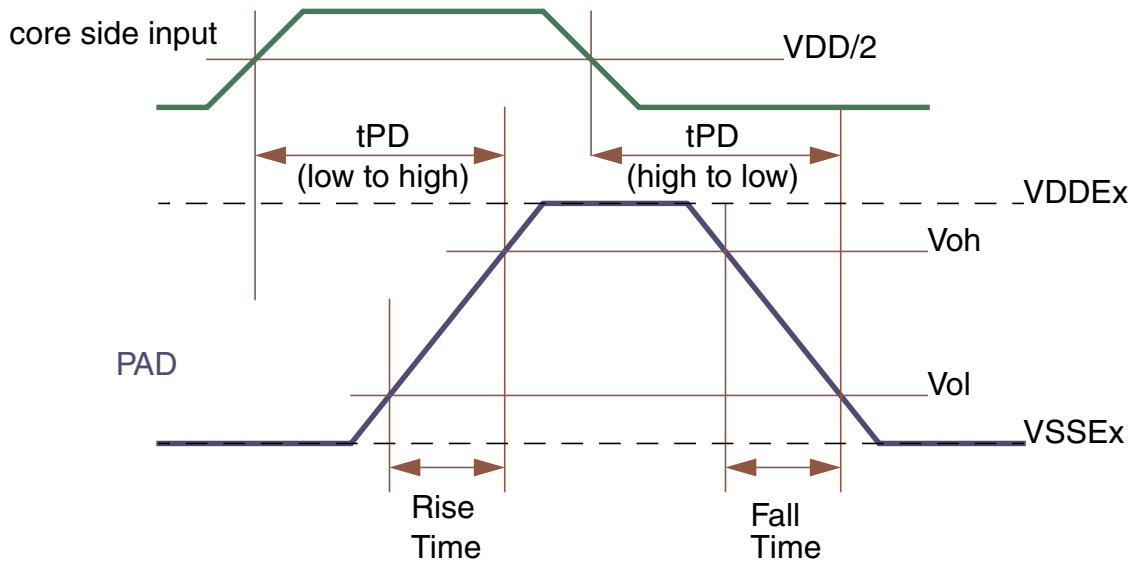 core side input
VDD/2
tPD
(low to high)
tPD
(high to low)
VDDEx
Voh
PAD
Vol
VSSEx
Rise
Time
Fall
Time